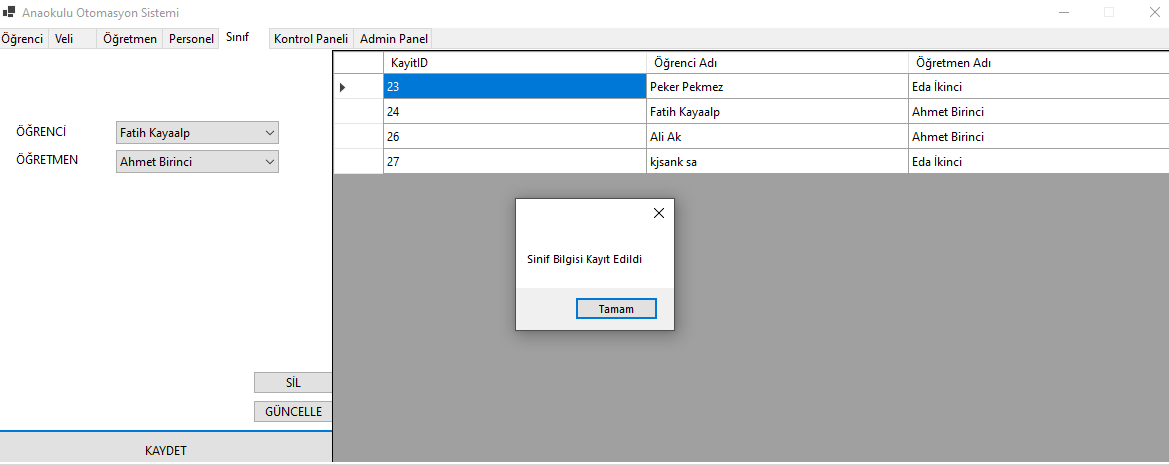 Anaokulu Otomasyon Sistemi
Öğrenci Veli Öğretmen Personel Sınıf Kontrol Paneli Admin Panel
ÖĞRENCİ Fatih Kayaalp
ÖĞRETMEN Ahmet Birinci
SİL
GÜNCELLE
KAYDET
KayitID Öğrenci Adı Öğretmen Adı
23 Peker Pekmez Eda İkinci
24 Fatih Kayaalp Ahmet Birinci
26 Ali Ak Ahmet Birinci
27 kjsank sa Eda İkinci
Sinif Bilgisi Kayıt Edildi
Tamam